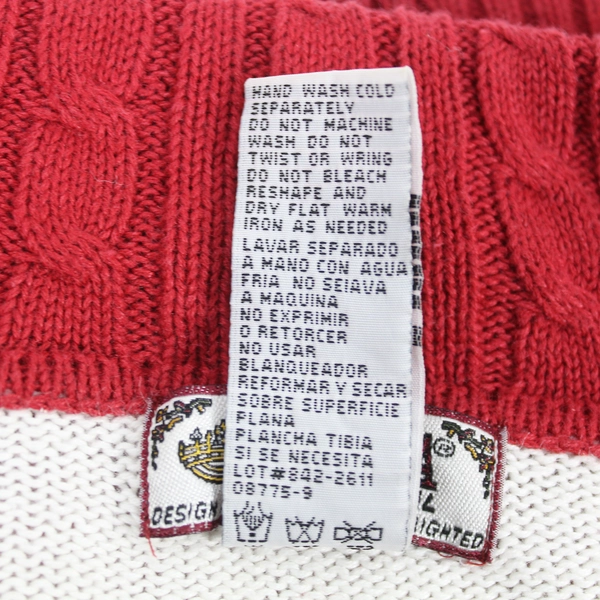 HAND WASH COLD
SEPARATELY
DO NOT MACHINE
WASH DO NOT
TWIST OR WRING
DO NOT BLEACH
RESHAPE AND
DRY FLAT WARM
IRON AS NEEDED
LAVAR SEPARADO
A MANO CON AGUA
FRIA NO SEIAVA
A MAQUINA
NO EXPRIMIR
O RETORCER
NO USAR
BLANQUEADOR
REFORMAR Y SECAR
SOBRE SUPERFICIE
PLANA
PLANCHA TIBIA
SI SE NECESITA
LOT#842-2611
08775-9
DESIGN